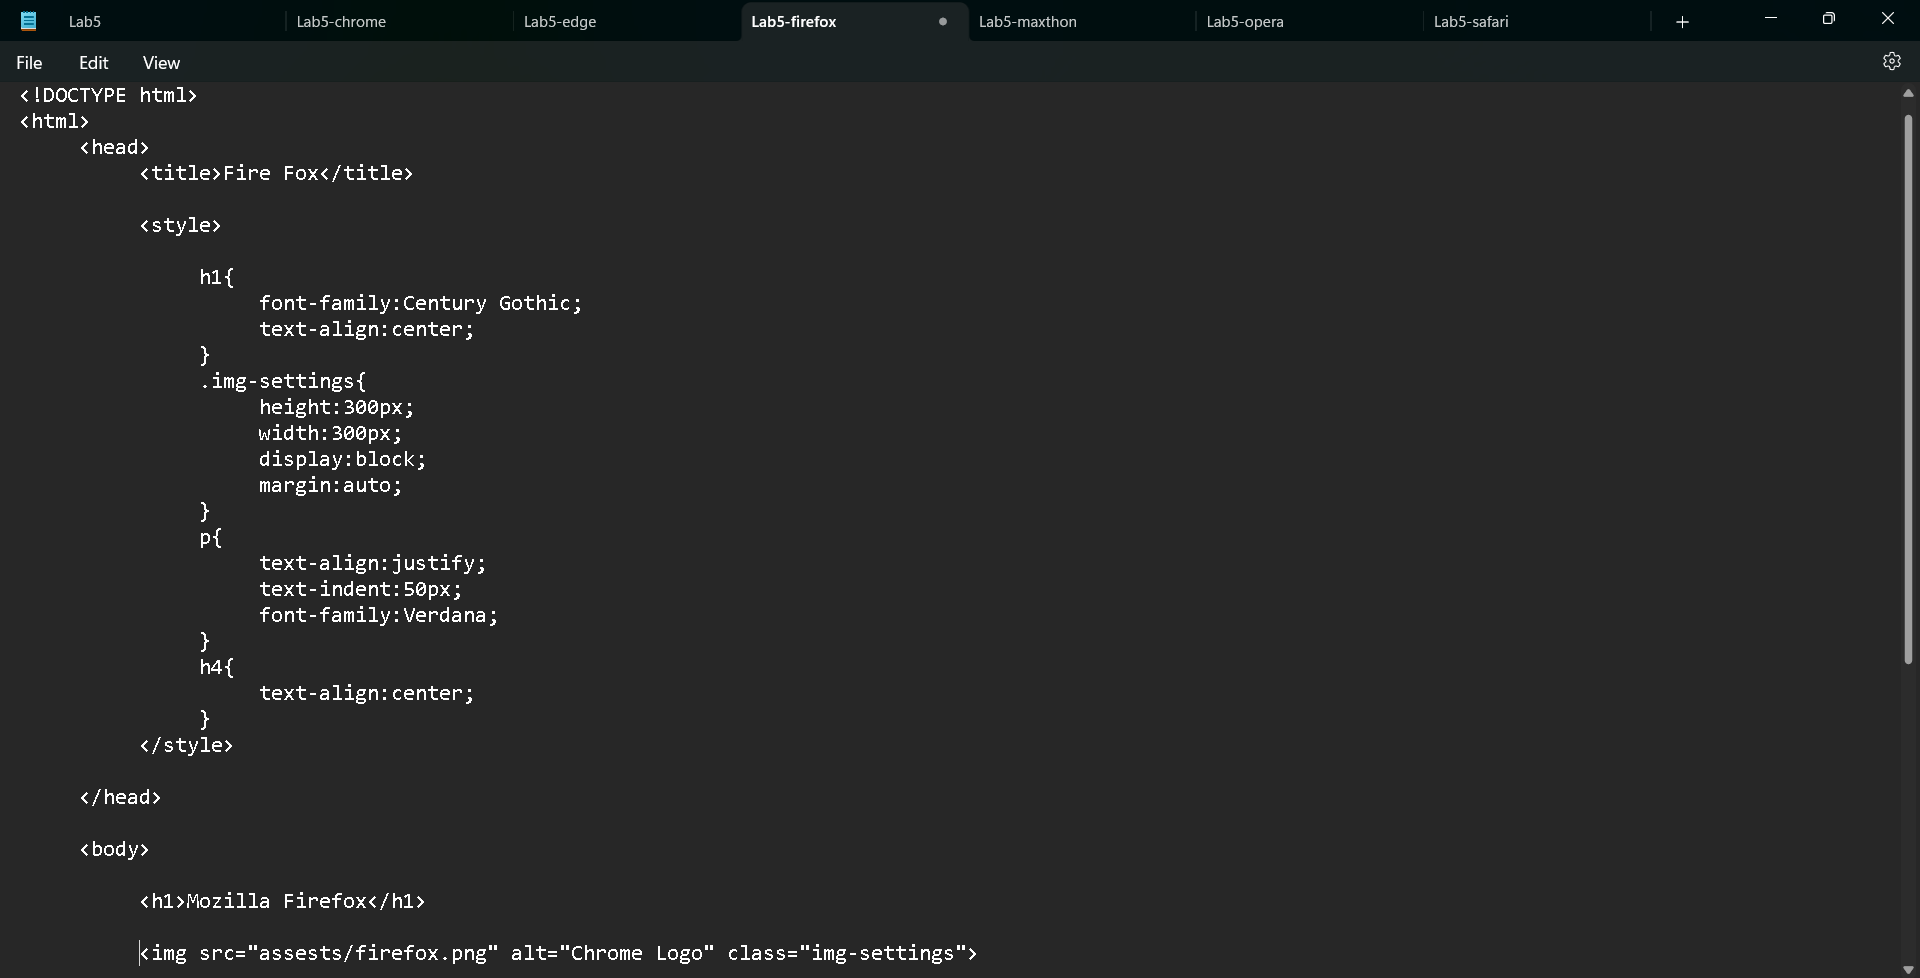 Lab5 Lab5-chrome Lab5-edge Lab5-firefox Lab5-maxthon Lab5-opera Lab5-safari
File Edit View
<!DOCTYPE html>
<html>
<head>
<title>Fire Fox</title>
<style>
h1{
font-family:Century Gothic;
text-align:center;
}
.img-settings{
height:300px;
width:300px;
display:block;
margin:auto;
}
p{
text-align:justify;
text-indent:50px;
font-family:Verdana;
}
h4{
text-align:center;
}
</style>
</head>
<body>
<h1>Mozilla Firefox</h1>
<img src="assests/firefox.png" alt="Chrome Logo" class="img-settings">